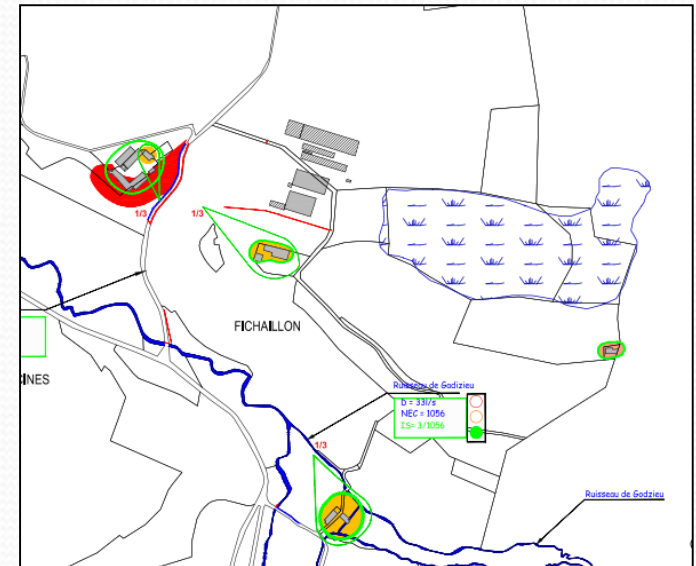 1/3
1/3
FICHAILLON
INES
Ruisseau de Godizieu
D = 33l/s
NEC = 1056
IS= 3/1056
1/3
Ruisseau de Godzieu